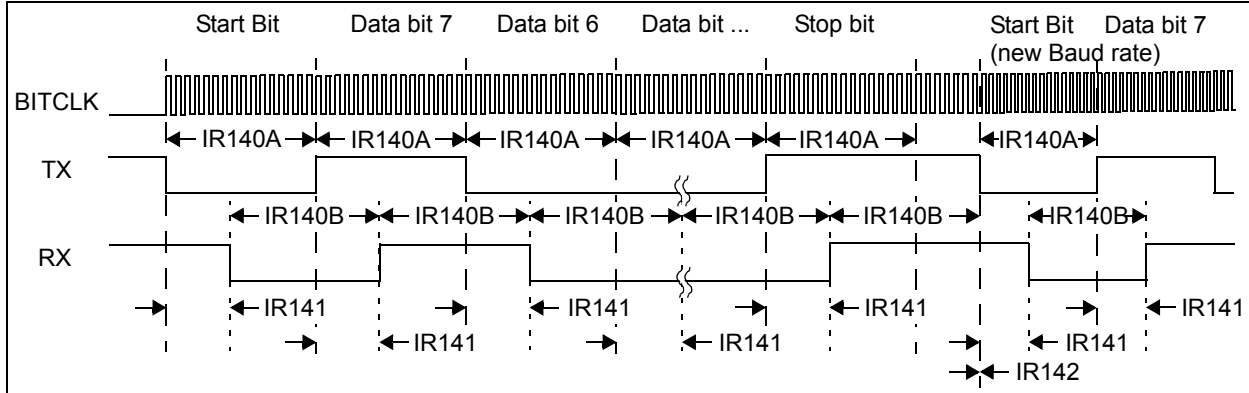 Start Bit Data bit 7 Data bit 6 Data bit ... Stop bit Start Bit Data bit 7
(new Baud rate)
BITCLK
IR140A IR140A IR140A IR140A IR140A IR140A
TX
IR140B IR140B IR140B IR140B IR140B IR140B
RX
IR141 IR141 IR141 IR141
IR141 IR141 IR141
IR142